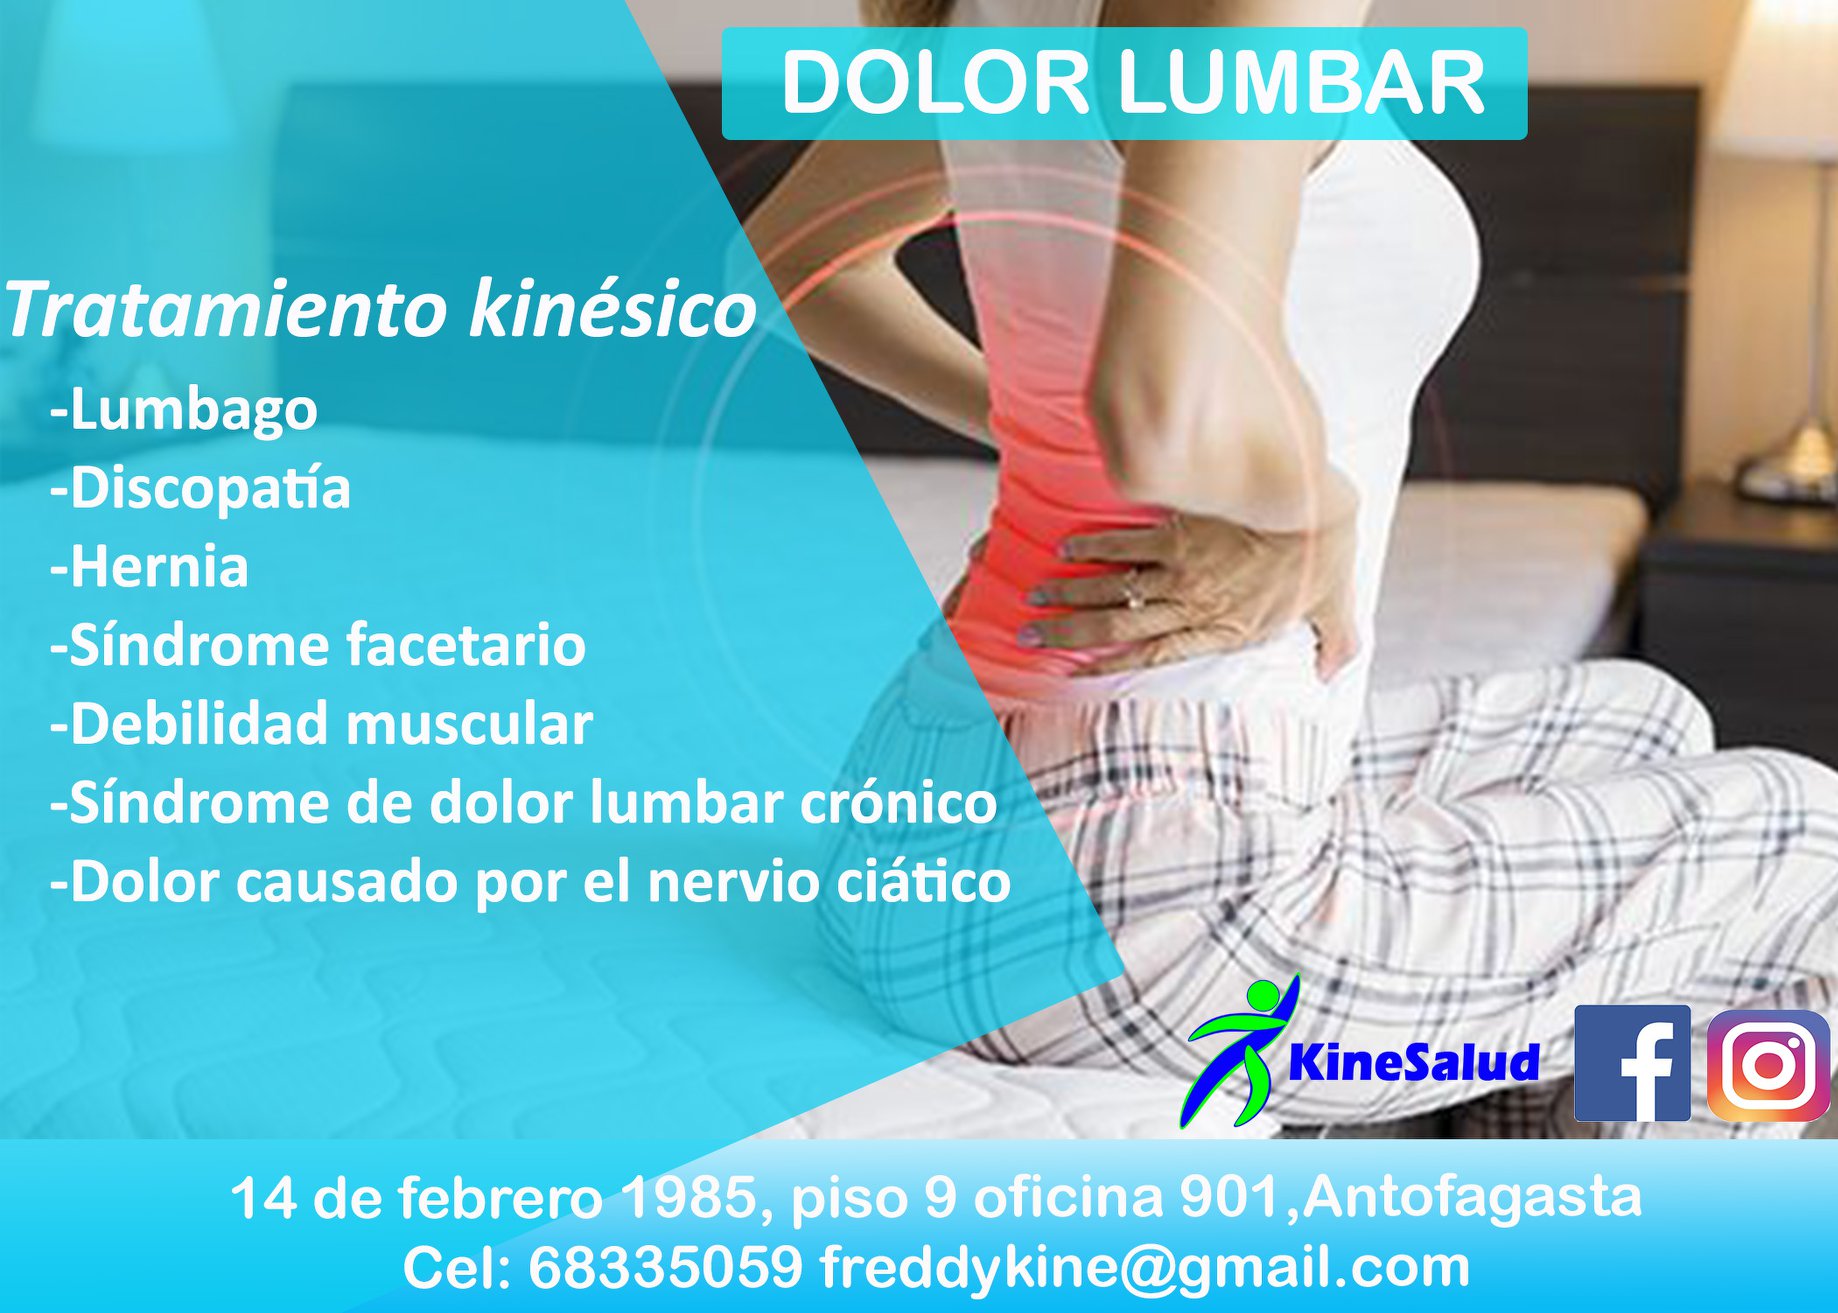 DOLOR LUMBAR
Tratamiento kinésico
-Lumbago
-Discopatía
-Hernia
-Síndrome facetario
-Debilidad muscular
-Síndrome de dolor lumbar crónico
-Dolor causado por el nervio ciático
KineSalud
14 de febrero 1985, piso 9 oficina 901,Antofagasta
Cel: 68335059 freddykine@gmail.com